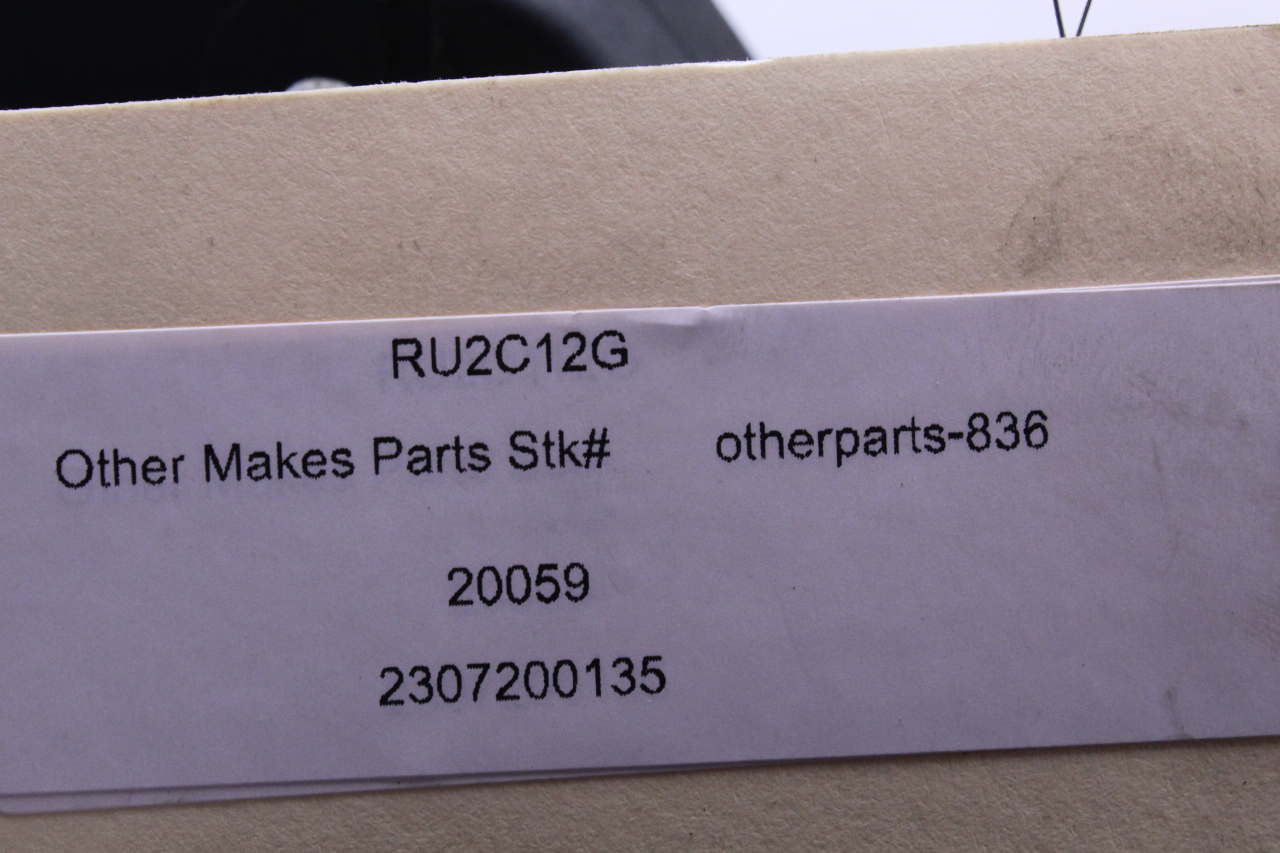 RU2C12G
Other Makes Parts Stk# otherparts-836
20059
2307200135